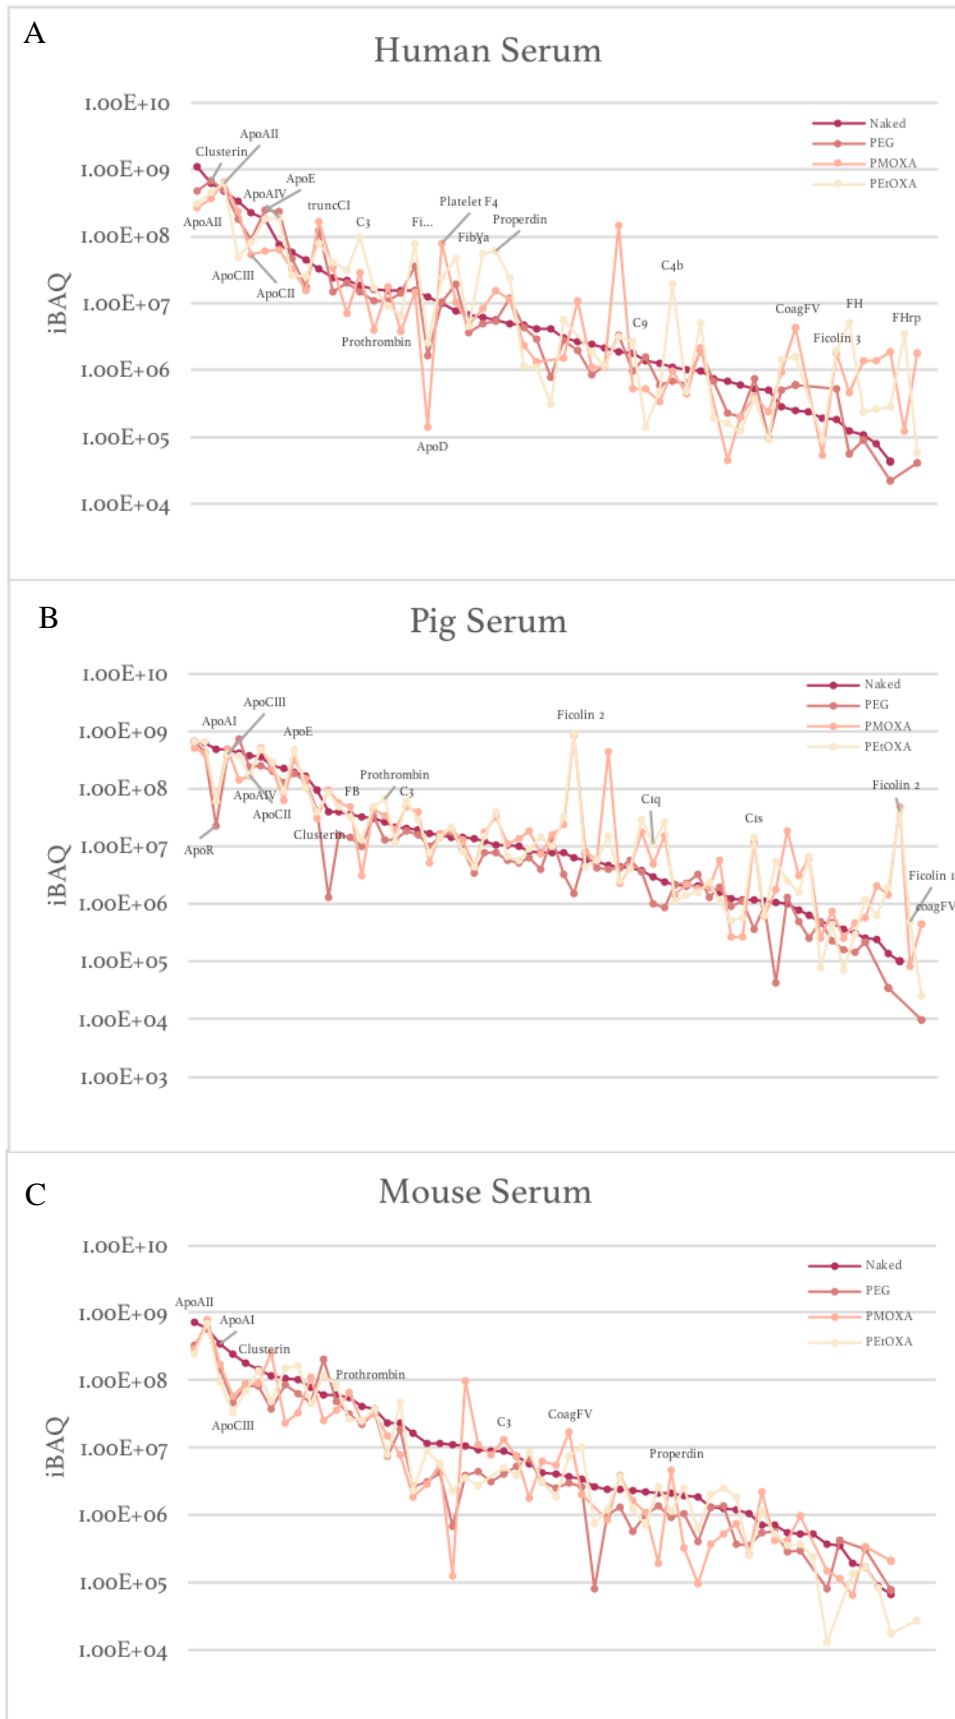 A
Human Serum
1.00E+10
1.00E+09
1.00E+08
1.00E+07
1.00E+06
1.00E+05
1.00E+04
iBAQ
Naked
PEG
PMOXA
PEtOXA
ApoAII
Clusterin
ApoE
ApoAIV
truncCI
ApoAII
C3
Fi...
Platelet F4
Properdin
Fibɣa
ApoCIII
ApoCII
Prothrombin
ApoD
C4b
C9
CoagFV
FH
Ficolin 3
FHrp
B
Pig Serum
1.00E+10
1.00E+09
1.00E+08
1.00E+07
1.00E+06
1.00E+05
1.00E+04
1.00E+03
iBAQ
Naked
PEG
PMOXA
PEtOXA
ApoCIII
ApoAI
ApoE
Ficolin 2
Prothrombin
FB
C3
ApoAIV
ApoCII
Clusterin
ApoR
C1q
C1s
Ficolin 2
Ficolin 1
coagFV
C
Mouse Serum
1.00E+10
1.00E+09
1.00E+08
1.00E+07
1.00E+06
1.00E+05
1.00E+04
iBAQ
Naked
PEG
PMOXA
PEtOXA
ApoAII
ApoAI
Clusterin
Prothrombin
ApoCIII
C3
CoagFV
Properdin